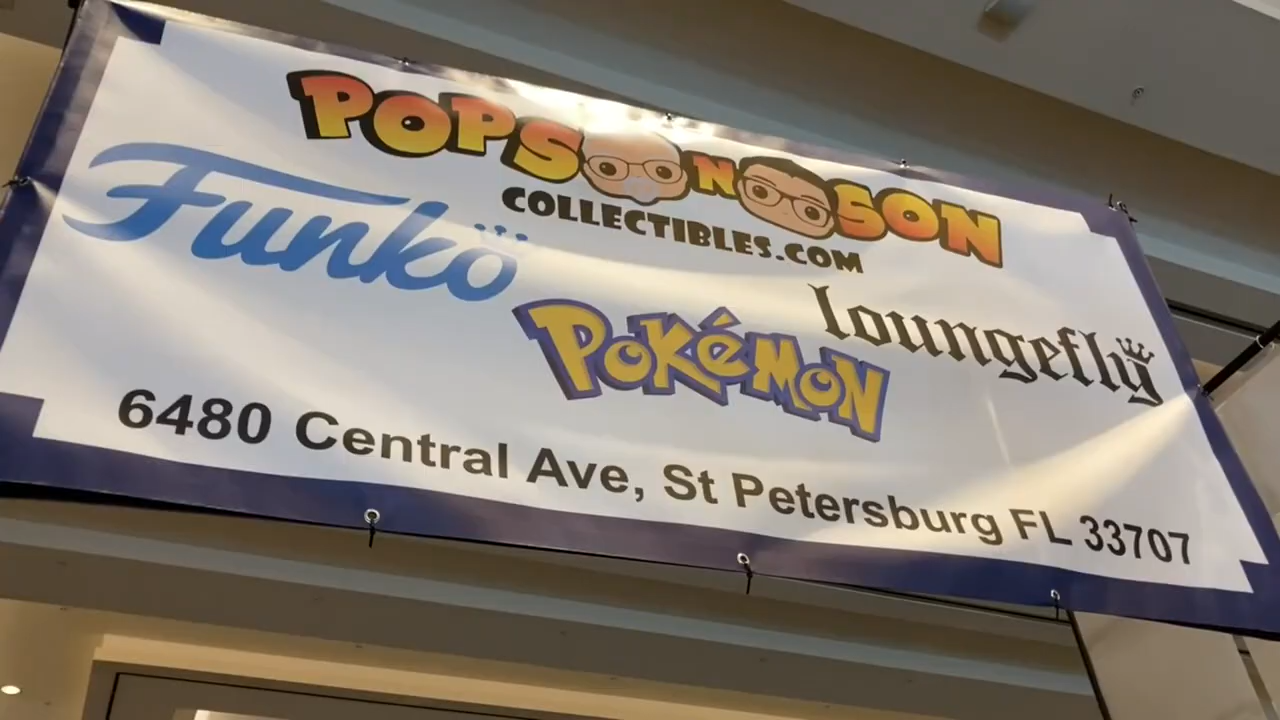 POPS N SON
COLLECTIBLES.COM
Funko
loungefly
POKéMON
6480 Central Ave, St Petersburg FL 33707